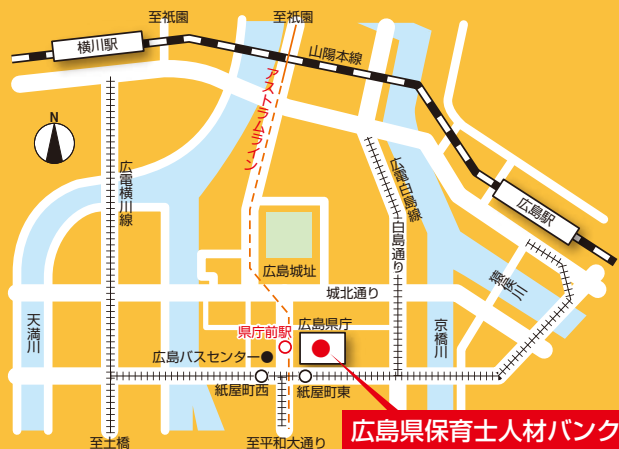 至祇園
至祇園
横川駅
山陽本線
アストラムライン
N
広電横川線
広電白島線
白島通り
広島駅
広島城址
猿猴川
城北通り
天満川
京橋川
県庁前駅
広島県庁
広島バスセンター
紙屋町西
紙屋町東
広島県保育士人材バンク
至土橋
至平和大通り